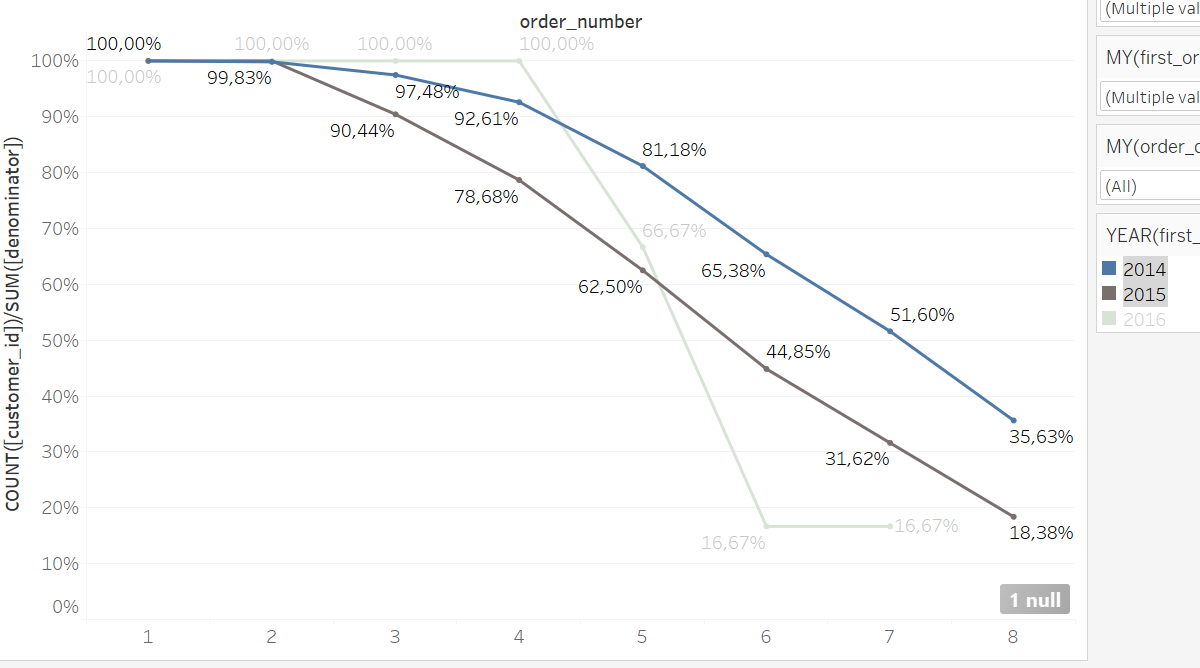 order_number
100,00% 100,00% 100,00% 100,00%
100% 100,00% 99,83% 97,48%
90% 90,44% 92,61%
80% 78,68% 81,18%
70% 66,67%
60% 62,50% 65,38%
50% 51,60%
40% 44,85% 35,63%
30% 31,62%
20% 16,67% 16,67% 18,38%
10%
0%
1 null
1 2 3 4 5 6 7 8
COUNT([customer_id])/SUM([denominator])
(Multiple val
MY(first_or
(Multiple val
MY(order_
(All)
YEAR(first_
2014
2015
2016